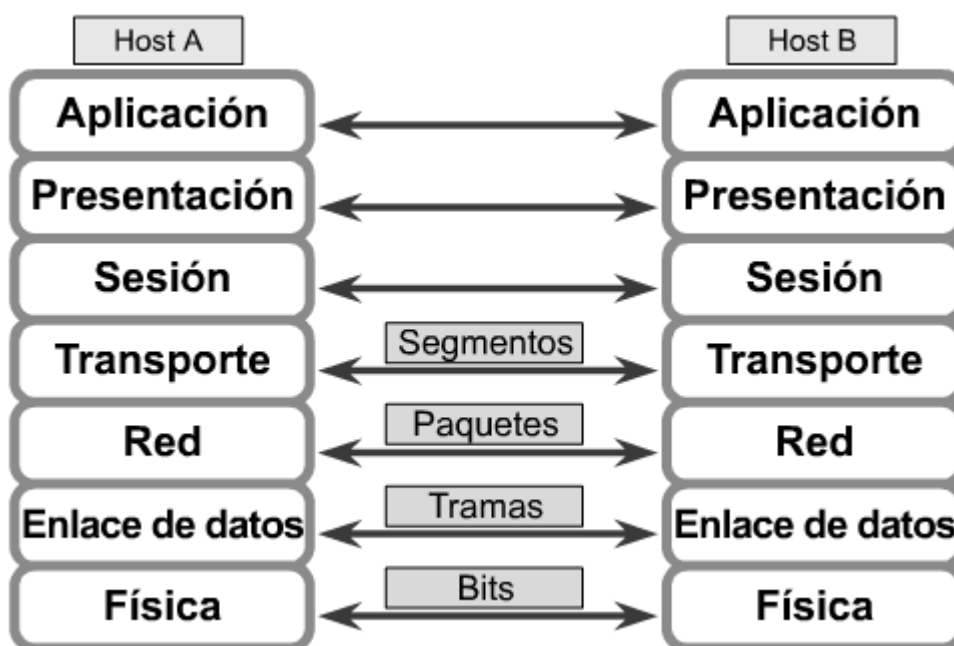 Host A
Host B
Aplicación
Aplicación
Presentación
Presentación
Sesión
Sesión
Segmentos
Transporte
Transporte
Paquetes
Red
Red
Tramas
Enlace de datos
Enlace de datos
Bits
Física
Física